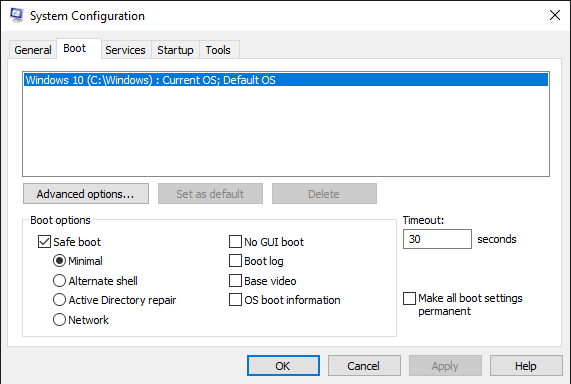 System Configuration
General Boot Services Startup Tools
Windows 10 (C:\Windows) : Current OS; Default OS
Advanced options... Set as default Delete
Boot options Timeout:
Safe boot No GUI boot 30 seconds
Minimal Boot log
Alternate shell Base video
Active Directory repair OS boot information Make all boot settings
permanent
Network
OK Cancel Apply Help